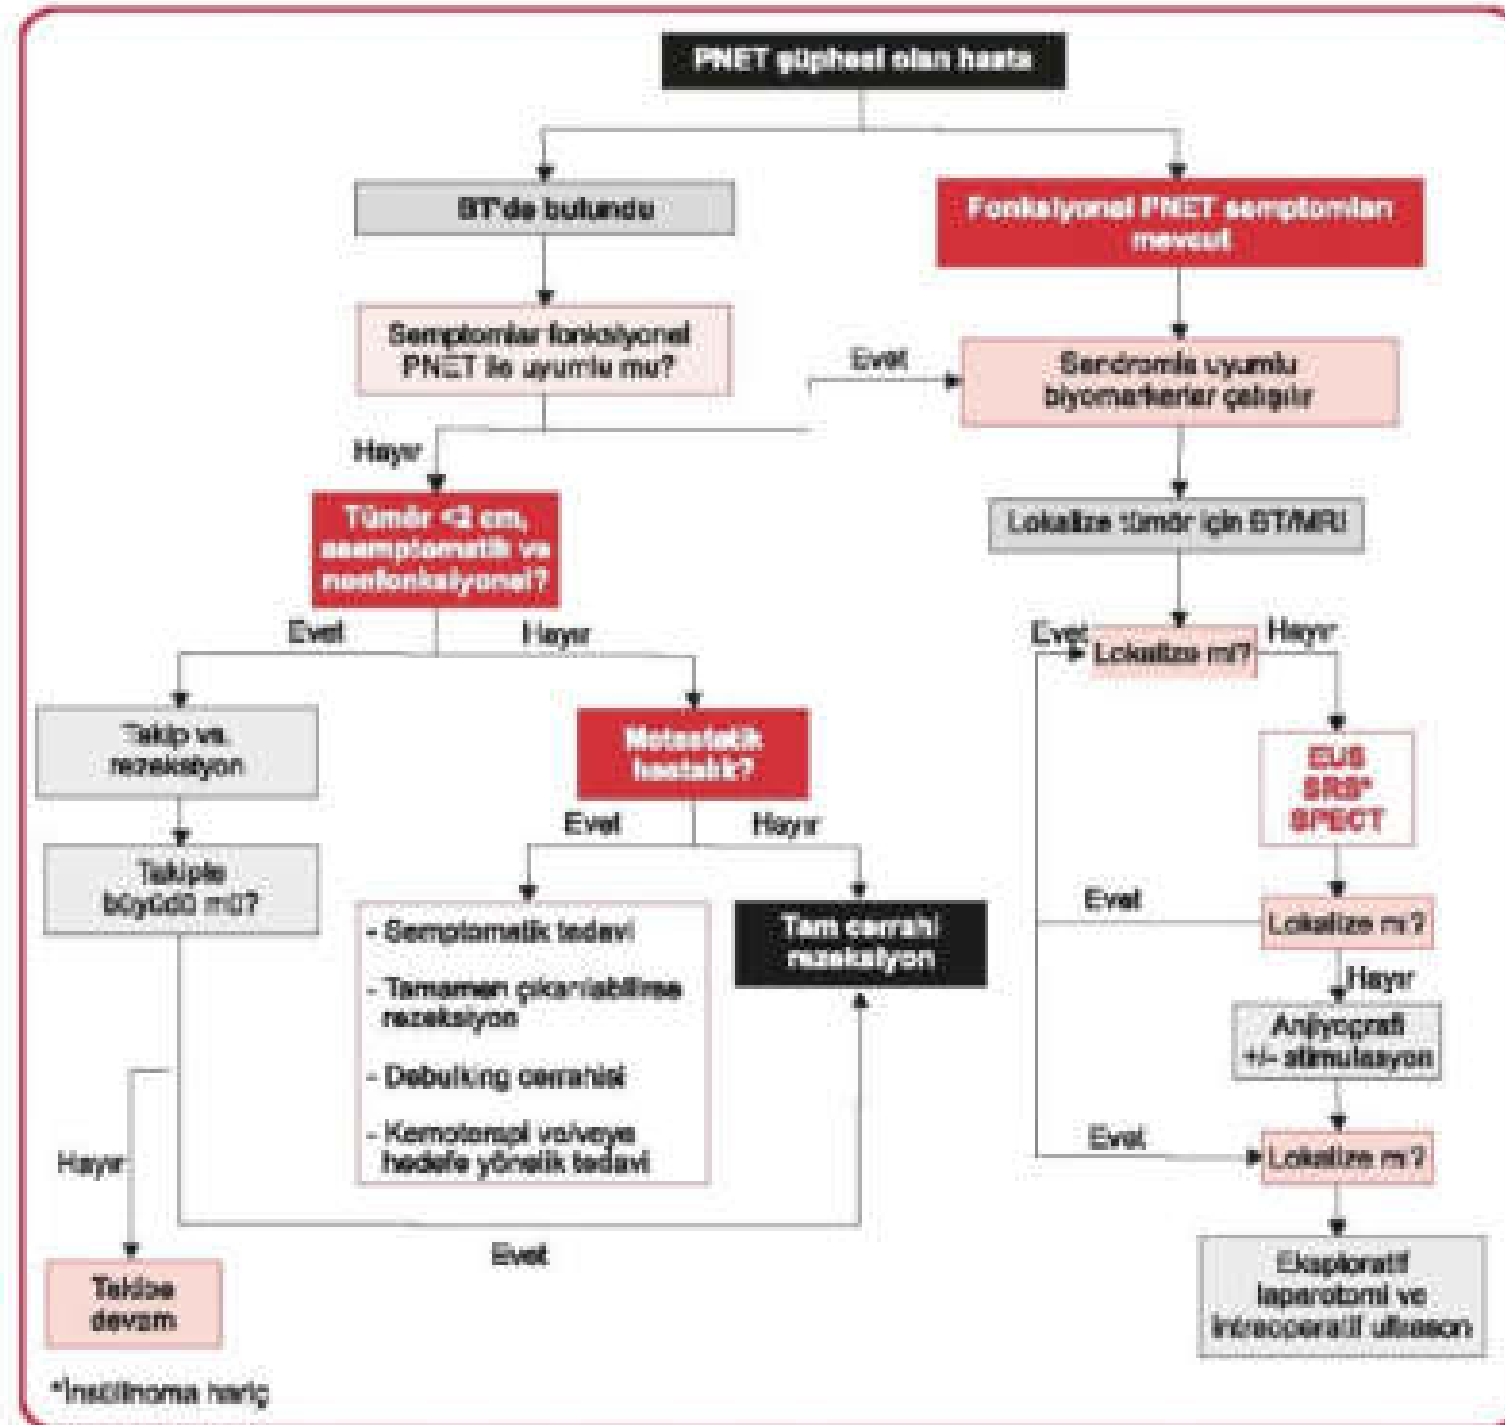 PNET şüphesi olan hasta
BT'de bulundu
Fonksiyonel PNET semptomları
mevcut
Semptomlar fonksiyonel
PNET ile uyumlu mu?
Evet
Sendromla uyumlu
biyomarkerlar çalışılır
Hayır
Tümör <2 cm,
asemptomatik ve
nonfonksiyonel?
Lokalize tümör için BT/MRI
Evet
Hayır
Evet
Lokalize mi?
Hayır
Takip vs.
rezeksiyon
Metastatik
hastalık?
EUS
SRS*
SPECT
Evet
Hayır
Takipte
büyüdü mü?
Evet
Lokalize mi?
- Semptomatik tedavi
- Tamamen çıkarılabilirse
rezeksiyon
- Debulking cerrahisi
- Kemoterapi ve/veya
hedefe yönelik tedavi
Tam cerrahi
rezeksiyon
Hayır
Anjiyografi
+/- stimulasyon
Evet
Lokalize mi?
Hayır
Evet
Eksploratif
laparotomi ve
intraoperatif ultrason
Takibe
devam
*İnsülinoma hariç